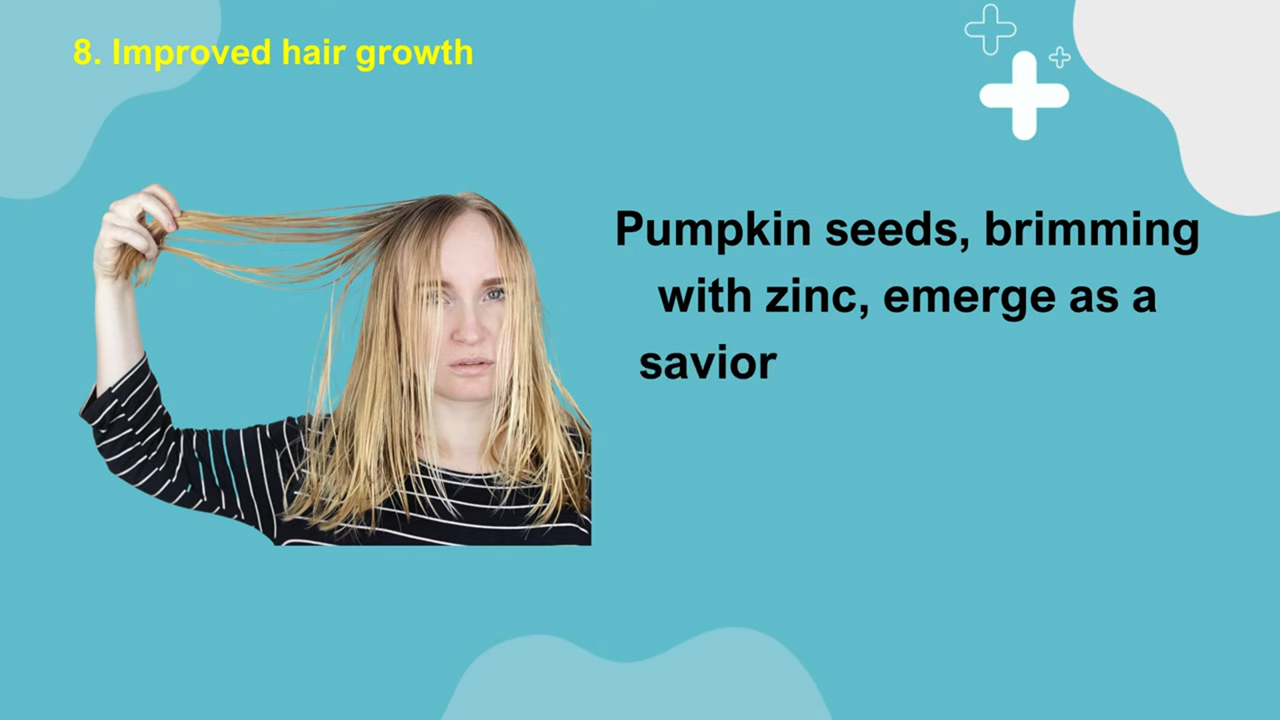 8. Improved hair growth
Pumpkin seeds, brimming
with zinc, emerge as a
savior